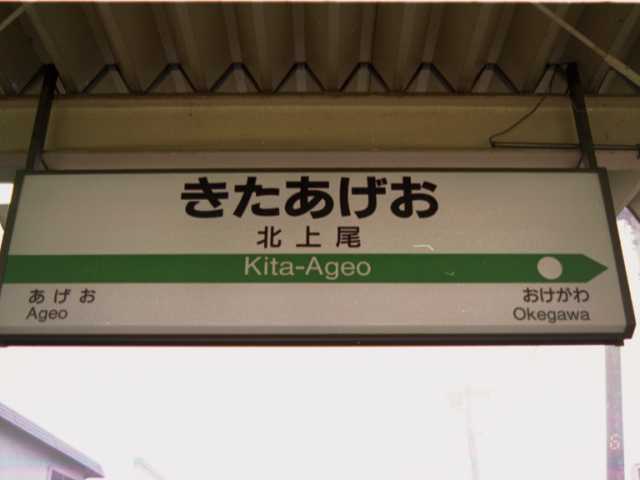 きたあげお
北上尾
Kita-Ageo
あげお
Ageo
おけがわ
Okegawa